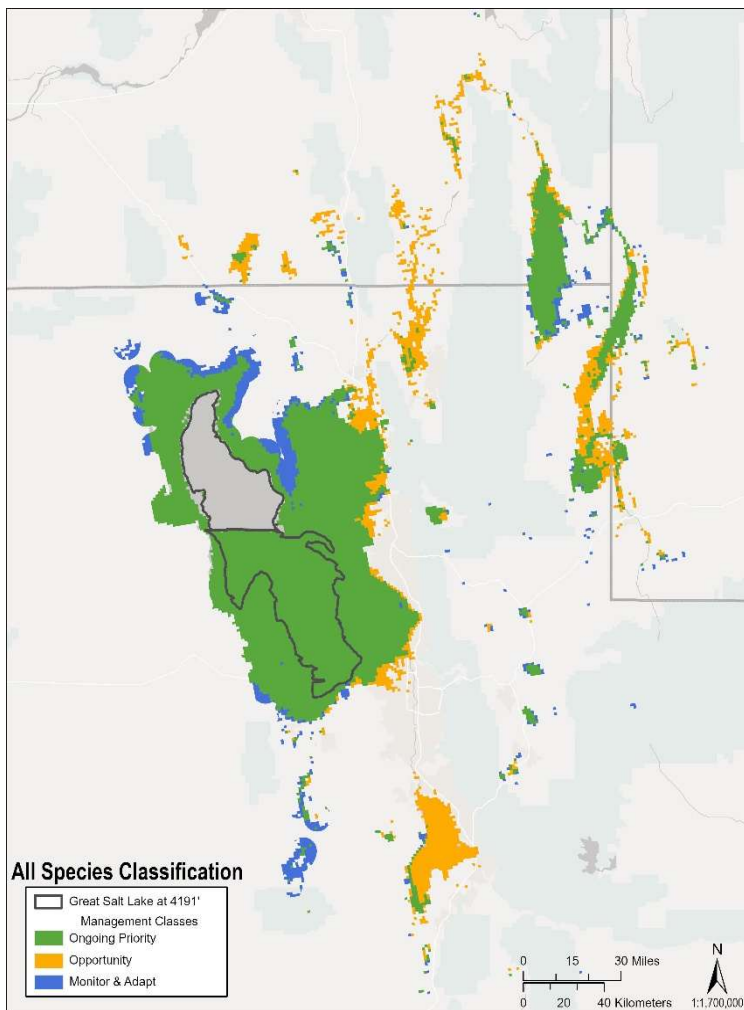 All Species Classification
Great Salt Lake at 4191'
Management Classes
Ongoing Priority
Opportunity
Monitor & Adapt
0 15 30 Miles
0 20 40 Kilometers
N
1:1,700,000